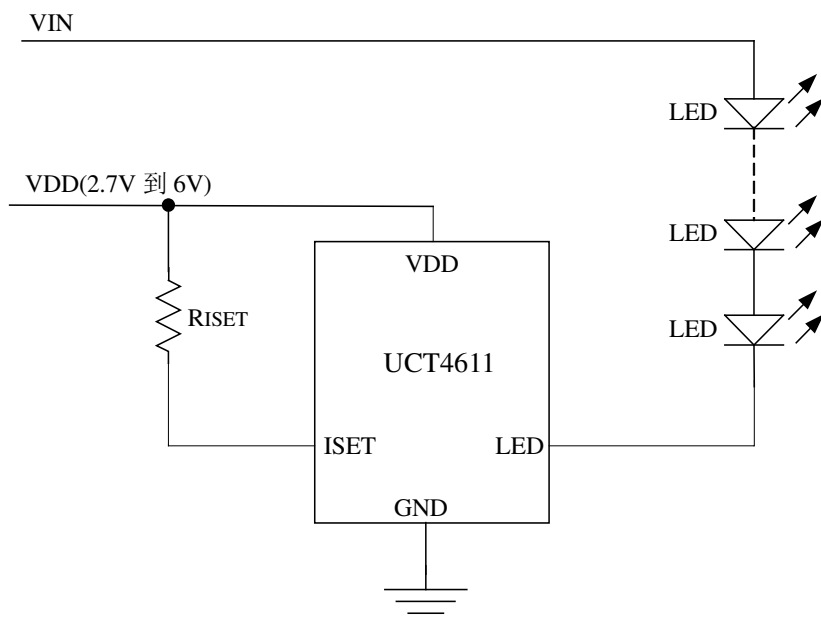 VIN
LED
VDD(2.7V 到 6V)
LED
VDD
RISET
LED
UCT4611
ISET
LED
GND